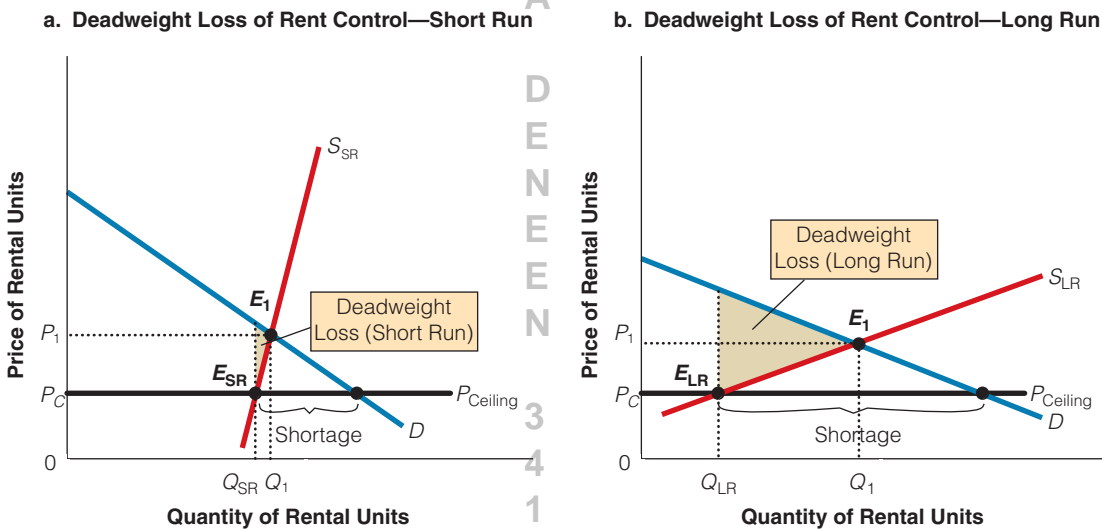 a. Deadweight Loss of Rent Control—Short Run
Price of Rental Units
S_SR
E_1
Deadweight
Loss (Short Run)
P_1
E_SR
P_C
P_Ceiling
Shortage
D
0
Q_SR
Q_1
Quantity of Rental Units
A
D
E
N
E
E
N
3
4
1
b. Deadweight Loss of Rent Control—Long Run
Price of Rental Units
Deadweight
Loss (Long Run)
S_LR
E_1
P_1
E_LR
P_C
P_Ceiling
D
Shortage
0
Q_LR
Q_1
Quantity of Rental Units